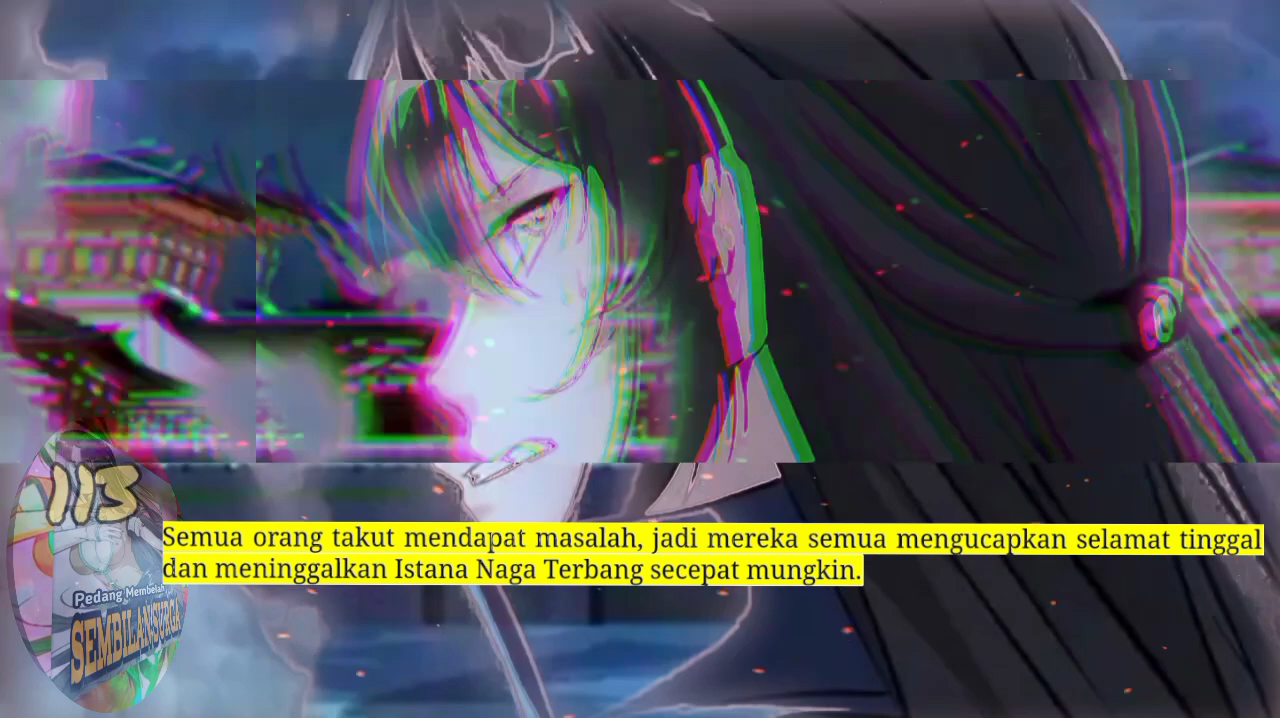 113
Semua orang takut mendapat masalah, jadi mereka semua mengucapkan selamat tinggal
dan meninggalkan Istana Naga Terbang secepat mungkin.
Pedang Membelah
SEMBILAN SURGA